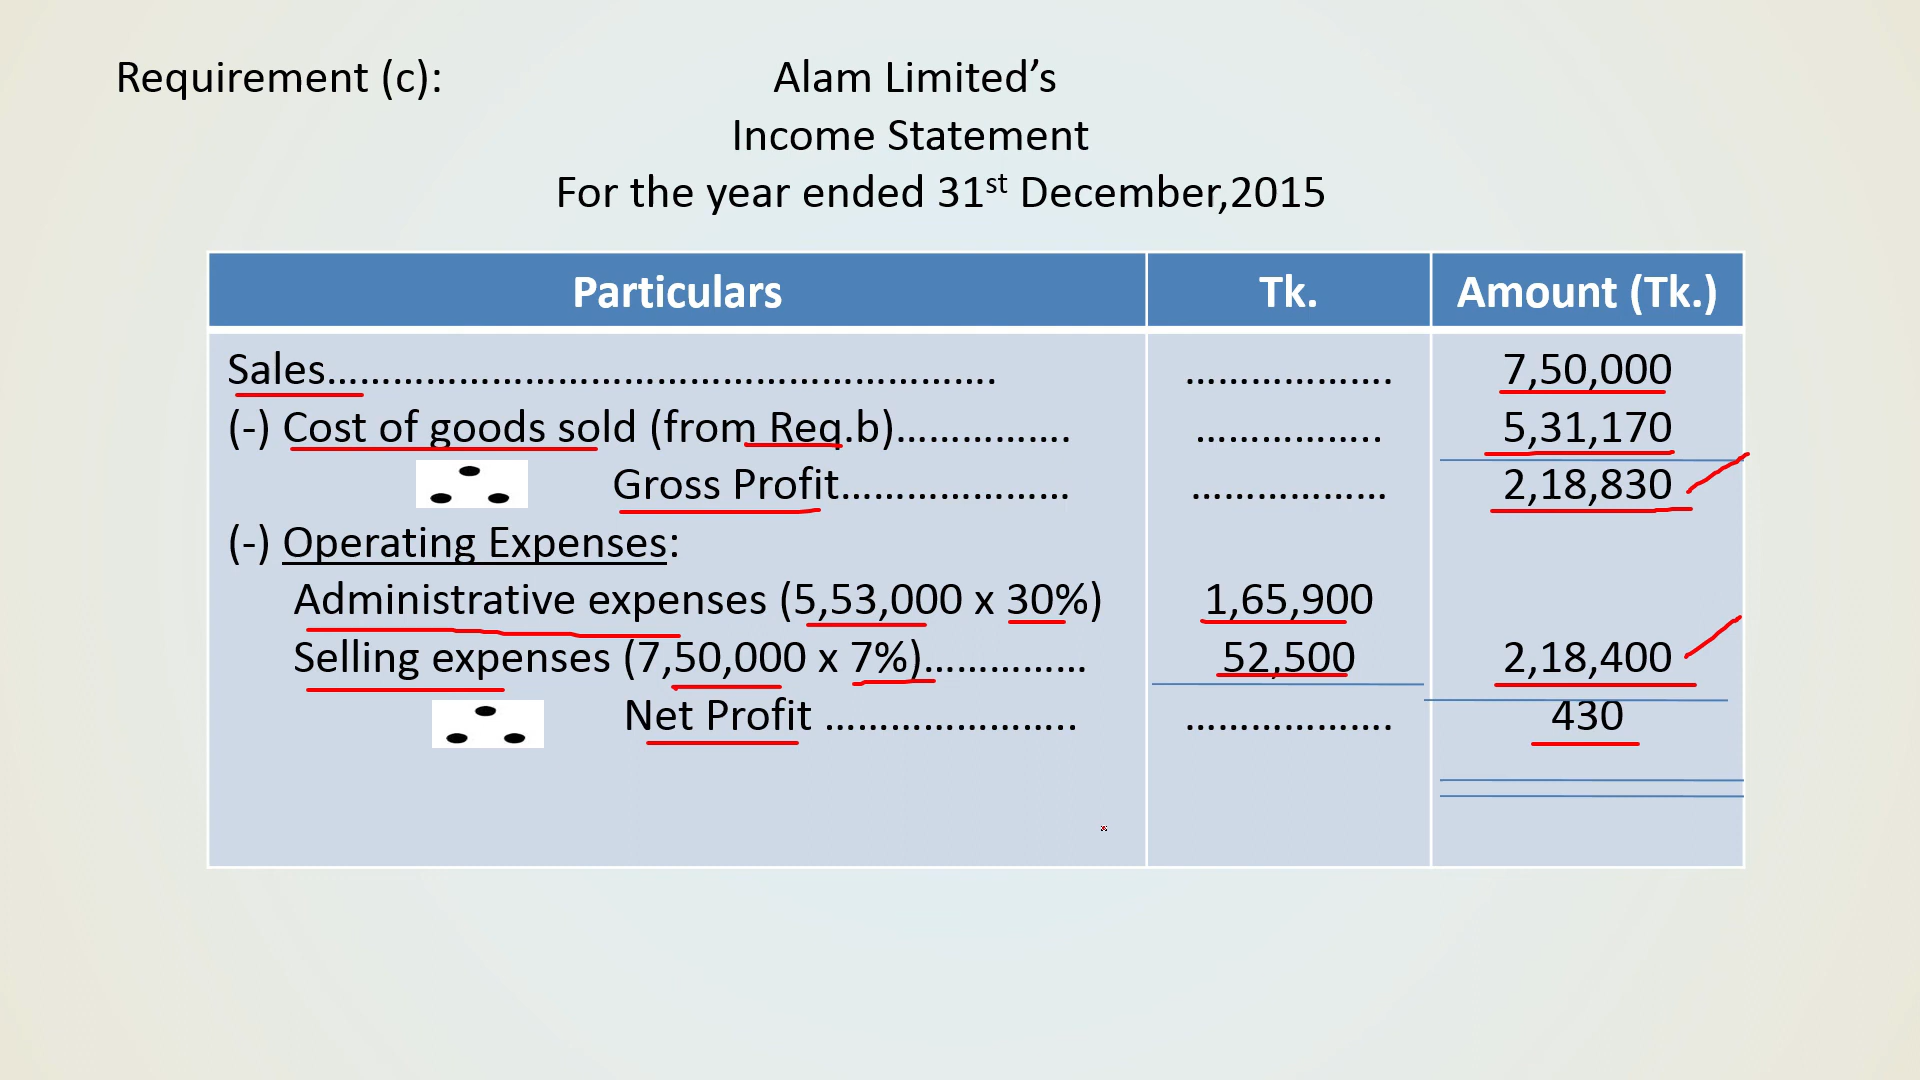 Requirement (c):
Alam Limited’s
Income Statement
For the year ended 31st December,2015
Particulars Tk. Amount (Tk.)
Sales…………………………………………………. ………………. 7,50,000
(-) Cost of goods sold (from Req.b)……………. …………….. 5,31,170
Gross Profit………………… ……………… 2,18,830
(-) Operating Expenses:
Administrative expenses (5,53,000 x 30%) 1,65,900
Selling expenses (7,50,000 x 7%)…………… 52,500 2,18,400
Net Profit ………………….. ………………. 430